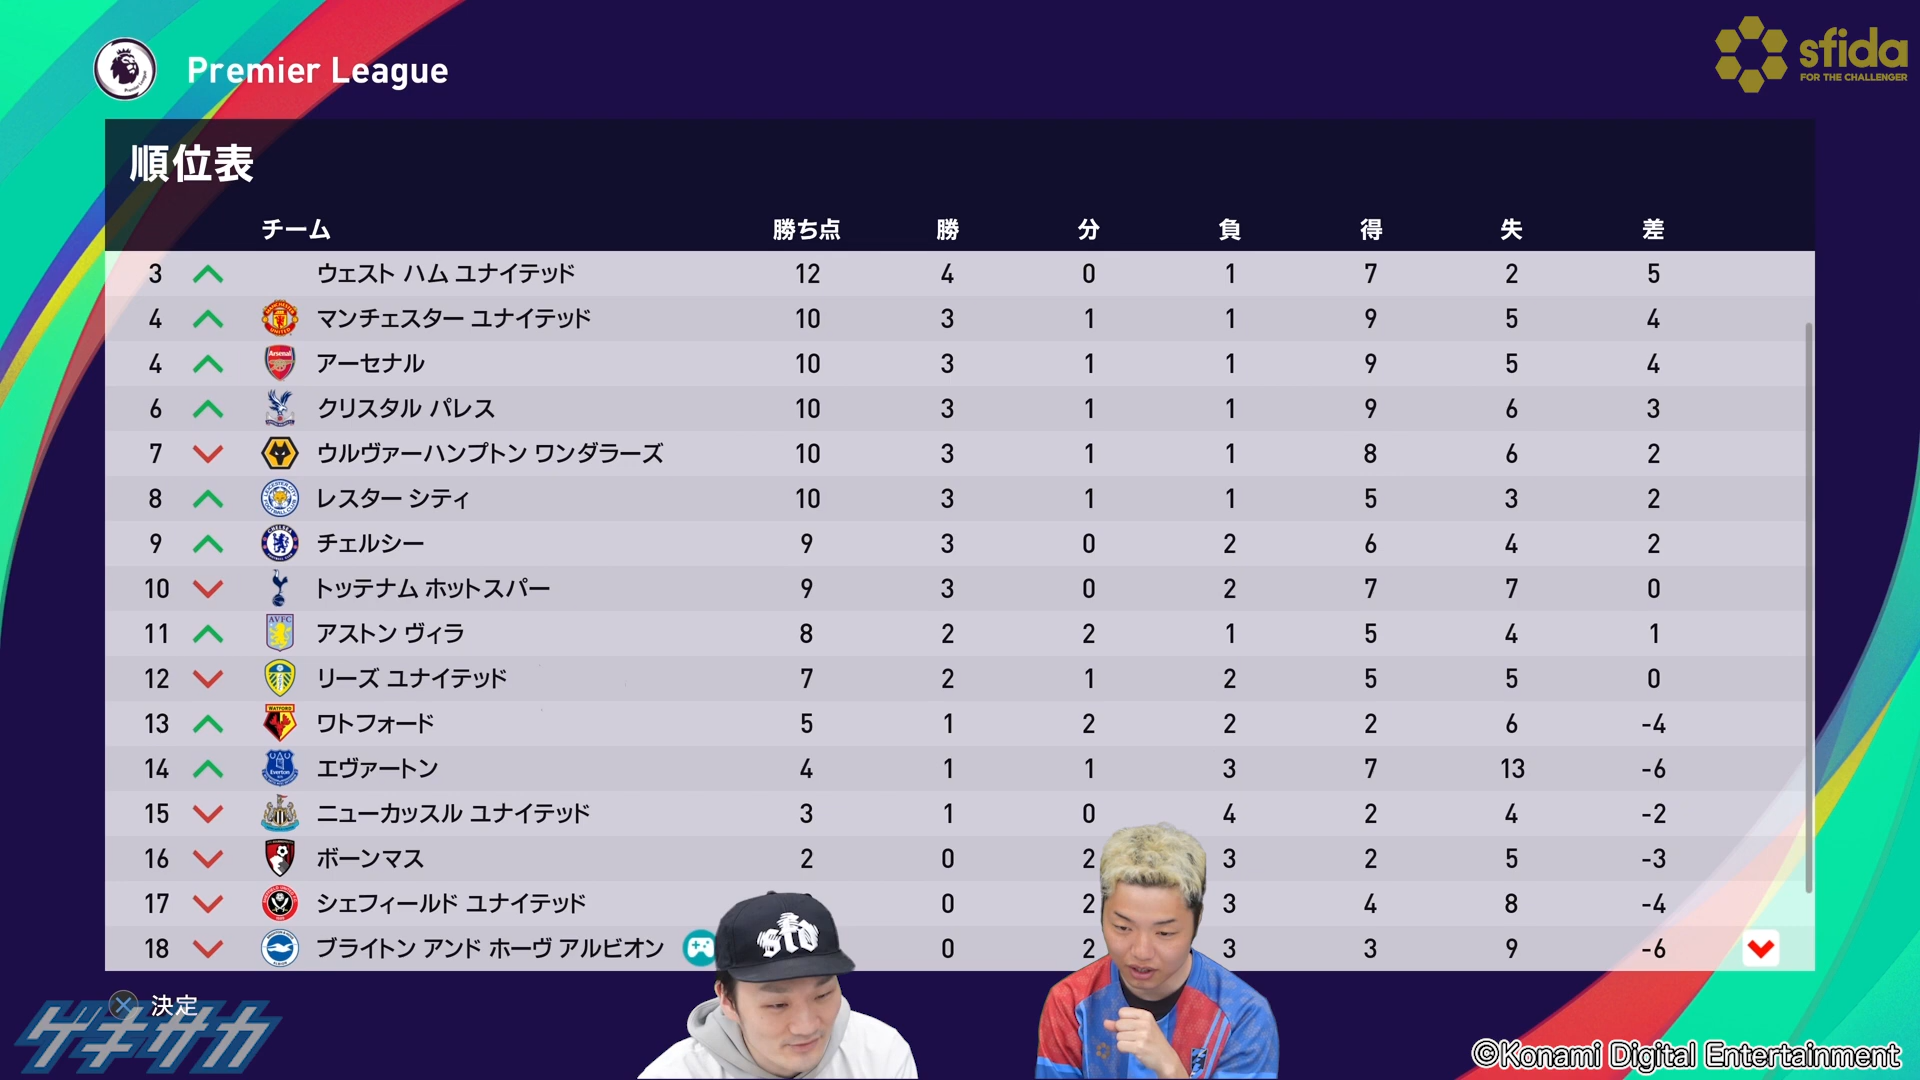 Premier League
sfida
FOR THE CHALLENGER
順位表
チーム 勝ち点 勝 分 負 得 失 差
3 ウェスト ハム ユナイテッド 12 4 0 1 7 2 5
4 マンチェスター ユナイテッド 10 3 1 1 9 5 4
4 アーセナル 10 3 1 1 9 5 4
6 クリスタル パレス 10 3 1 1 9 6 3
7 ウルヴァーハンプトン ワンダラーズ 10 3 1 1 8 6 2
8 レスター シティ 10 3 1 1 5 3 2
9 チェルシー 9 3 0 2 6 4 2
10 トッテナム ホットスパー 9 3 0 2 7 7 0
11 アストン ヴィラ 8 2 2 1 5 4 1
12 リーズ ユナイテッド 7 2 1 2 5 5 0
13 ワトフォード 5 1 2 2 2 6 -4
14 エヴァートン 4 1 1 3 7 13 -6
15 ニューカッスル ユナイテッド 3 1 0 4 2 4 -2
16 ボーンマス 2 0 2 3 2 5 -3
17 シェフィールド ユナイテッド 0 2 3 4 8 -4
18 ブライトン アンド ホーヴ アルビオン 0 2 3 3 9 -6
決定
ゲキサカ
©Konami Digital Entertainment